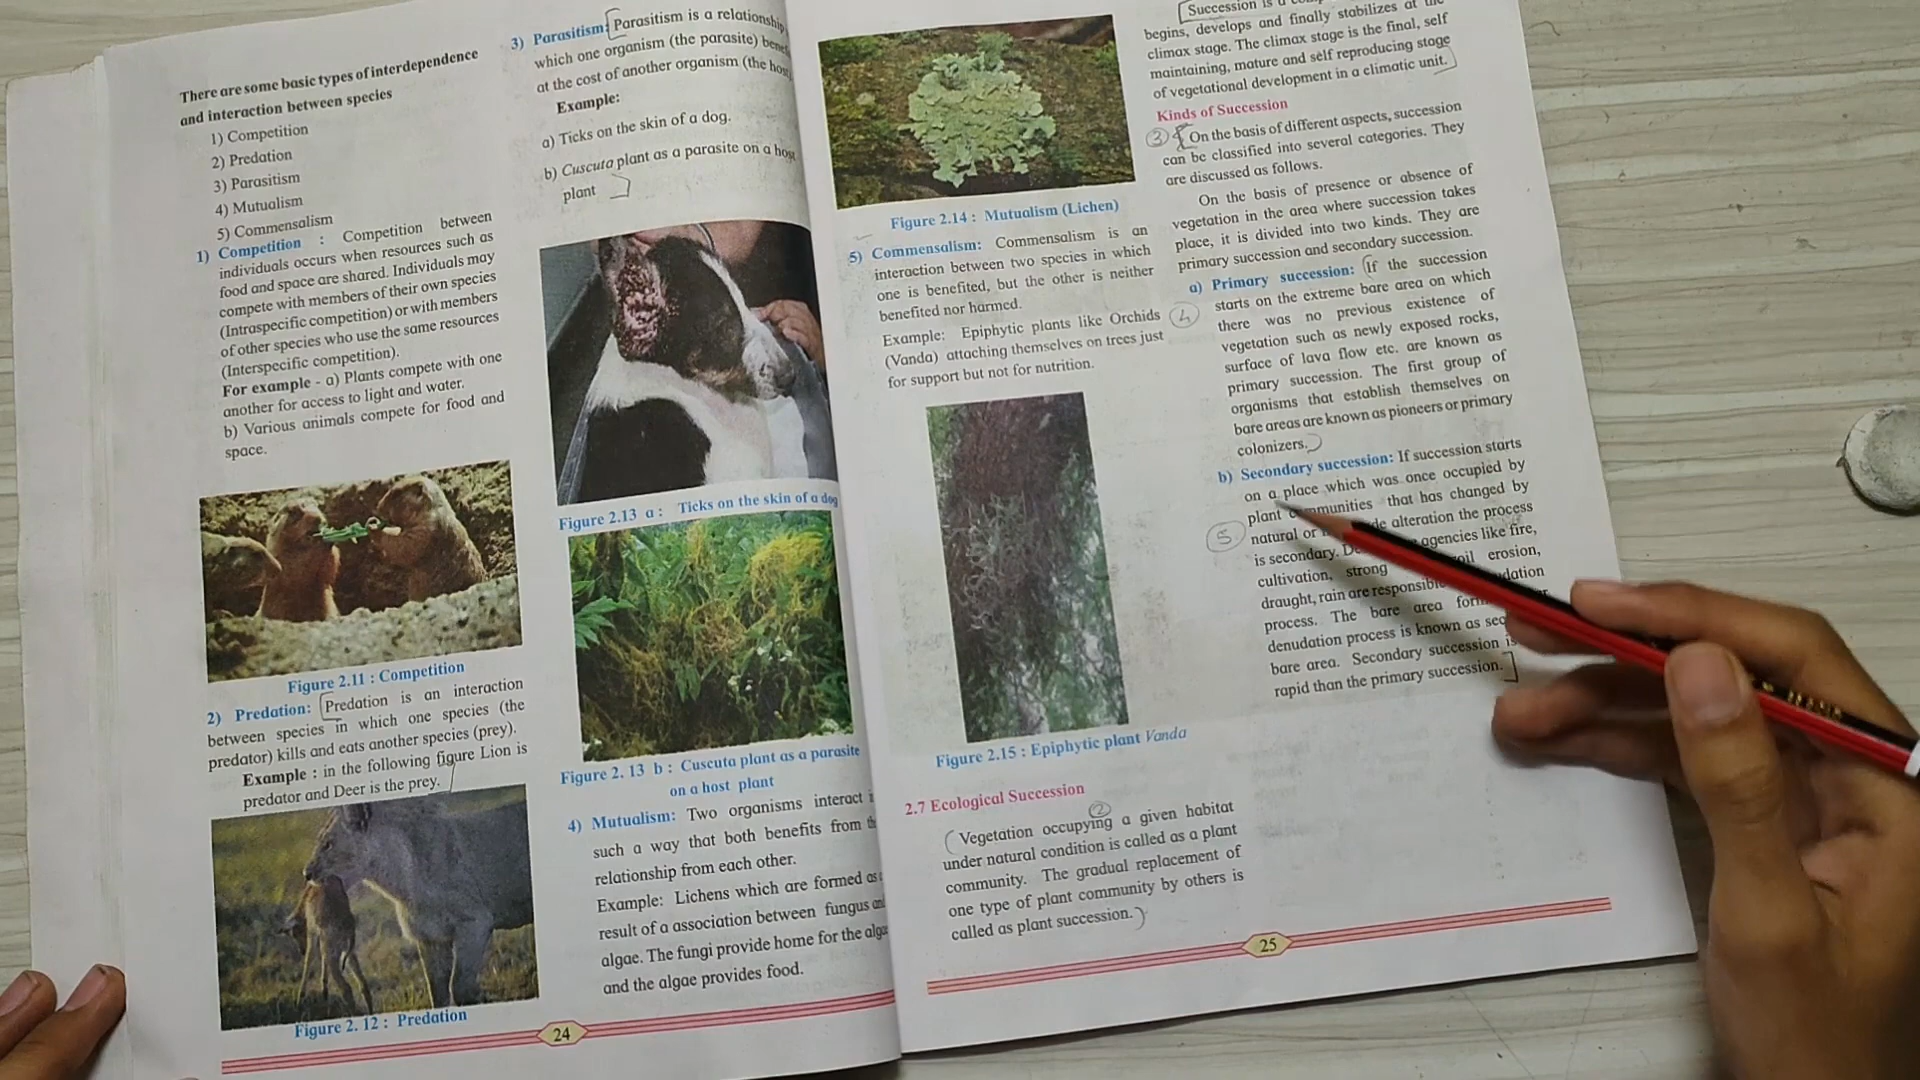 There are some basic types of interdependence
and interaction between species
1) Competition
2) Predation
3) Parasitism
4) Mutualism
5) Commensalism
1) Competition : Competition between
individuals occurs when resources such as
food and space are shared. Individuals may
compete with members of their own species
(Intraspecific competition) or with members
of other species who use the same resources
(Interspecific competition).
For example - a) Plants compete with one
another for access to light and water.
b) Various animals compete for food and
space.
Figure 2.11 : Competition
2) Predation: Predation is an interaction
between species in which one species (the
predator) kills and eats another species (prey).
Example : in the following figure Lion is
predator and Deer is the prey.
Figure 2. 12 : Predation
24
3) Parasitism: Parasitism is a relationship
which one organism (the parasite)
at the cost of another organism (the
Example:
a) Ticks on the skin of a dog.
b) Cuscuta plant as a parasite on a host
plant
Figure 2.13 a : Ticks on the skin of a dog
Figure 2. 13 b : Cuscuta plant as a parasite
on a host plant
4) Mutualism: Two organisms interact
such a way that both benefits from
relationship from each other.
Example: Lichens which are formed as
result of a association between fungus
algae. The fungi provide home for the
and the algae provides food.
Figure 2.14 : Mutualism (Lichen)
5) Commensalism: Commensalism is an
interaction between two species in which
one is benefited, but the other is neither
benefited nor harmed.
Example: Epiphytic plants like Orchids
(Vanda) attaching themselves on trees just
for support but not for nutrition.
Figure 2.15 : Epiphytic plant Vanda
2.7 Ecological Succession
2
Vegetation occupying a given habitat
under natural condition is called as a plant
community. The gradual replacement of
one type of plant community by others is
called as plant succession.
Succession is a
begins, develops and finally stabilizes at
climax stage. The climax stage is the final, self
maintaining, mature and self reproducing stage
of vegetational development in a climatic unit.
Kinds of Succession
3 On the basis of different aspects, succession
can be classified into several categories. They
are discussed as follows.
On the basis of presence or absence of
vegetation in the area where succession takes
place, it is divided into two kinds. They are
primary succession and secondary succession.
a) Primary succession: If the succession
starts on the extreme bare area on which
4 there was no previous existence of
vegetation such as newly exposed rocks,
surface of lava flow etc. are known as
primary succession. The first group of
organisms that establish themselves on
bare areas are known as pioneers or primary
colonizers.
b) Secondary succession: If succession starts
on a place which was once occupied by
plant communities that has changed by
5 natural or alteration the process
is secondary. agencies like fire,
cultivation, strong soil erosion,
draught, rain are responsible
process. The bare area
denudation process is known as
bare area. Secondary succession is
rapid than the primary succession.
25